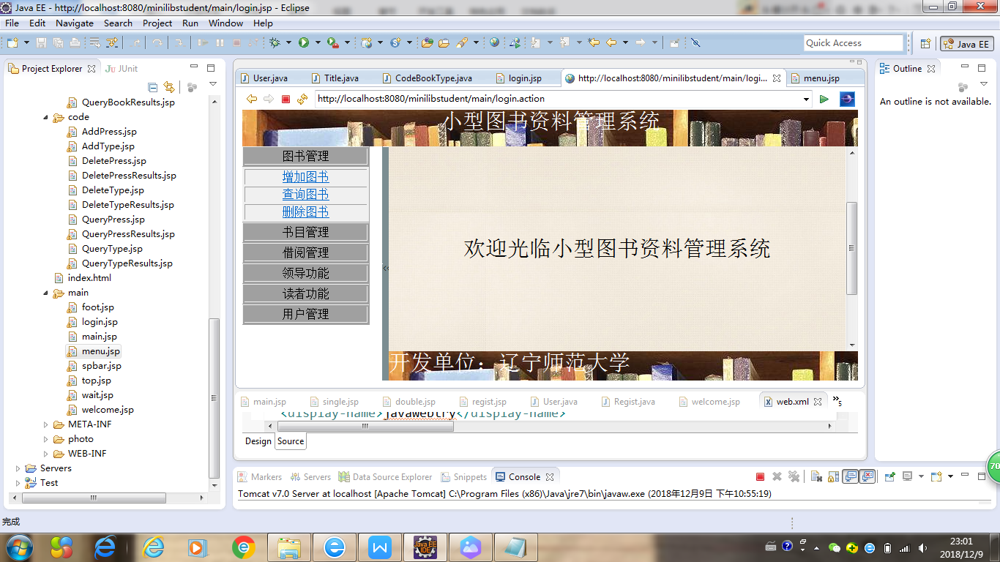 Java EE - http://localhost:8080/minilibstudent/main/login.jsp - Eclipse
File Edit Navigate Search Project Run Window Help
Quick Access
Java EE
Project Explorer
JUnit
QueryBookResults.jsp
code
AddPress.jsp
AddType.jsp
DeletePress.jsp
DeletePressResults.jsp
DeleteType.jsp
DeleteTypeResults.jsp
QueryPress.jsp
QueryPressResults.jsp
QueryType.jsp
QueryTypeResults.jsp
index.html
main
foot.jsp
login.jsp
main.jsp
menu.jsp
spbar.jsp
top.jsp
wait.jsp
welcome.jsp
META-INF
photo
WEB-INF
Servers
Test
User.java Title.java CodeBookType.java login.jsp http://localhost:8080/minilibstudent/main/logi... menu.jsp
http://localhost:8080/minilibstudent/main/login.action
小型图书资料管理系统
图书管理
增加图书
查询图书
删除图书
书目管理
借阅管理
领导功能
读者功能
用户管理
«
欢迎光临小型图书资料管理系统
开发单位：辽宁师范大学
main.jsp single.jsp double.jsp regist.jsp User.java Regist.java welcome.jsp web.xml »5
<display-name>javawebtry</display-name>
Design Source
Outline
An outline is not available.
Markers Servers Data Source Explorer Snippets Console
Tomcat v7.0 Server at localhost [Apache Tomcat] C:\Program Files (x86)\Java\jre7\bin\javaw.exe (2018年12月9日 下午10:55:19)
70
完成
Java EE
IDE
23:01
2018/12/9